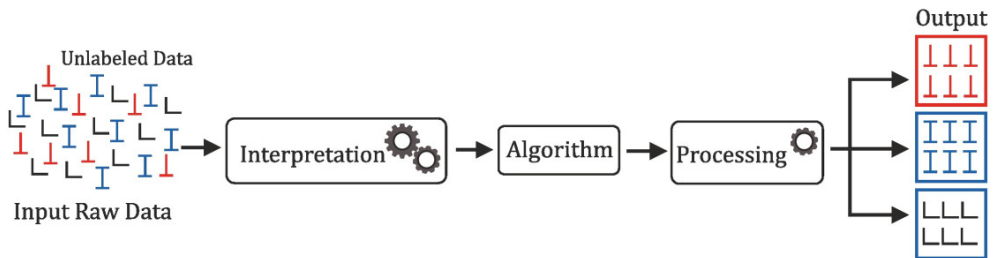 Output
Unlabeled Data
Interpretation
Algorithm
Processing
Input Raw Data